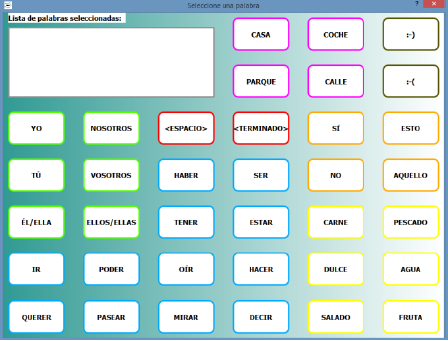 Seleccione una palabra
?
×
Lista de palabras seleccionadas:
CASA COCHE :-)
PARQUE CALLE :-(
YO NOSOTROS <ESPACIO> <TERMINADO> SÍ ESTO
TÚ VOSOTROS HABER SER NO AQUELLO
ÉL/ELLA ELLOS/ELLAS TENER ESTAR CARNE PESCADO
IR PODER OÍR HACER DULCE AGUA
QUERER PASEAR MIRAR DECIR SALADO FRUTA